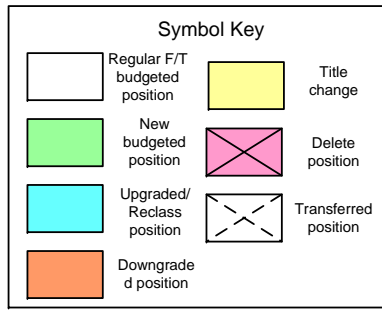 Symbol Key
Regular F/T
budgeted
position
New
budgeted
position
Upgraded/
Reclass
position
Downgrade
d position
Title
change
Delete
position
Transferred
position